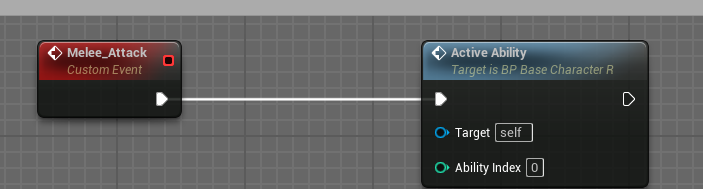 Melee_Attack
Custom Event
Active Ability
Target is BP Base Character R
Target self
Ability Index 0